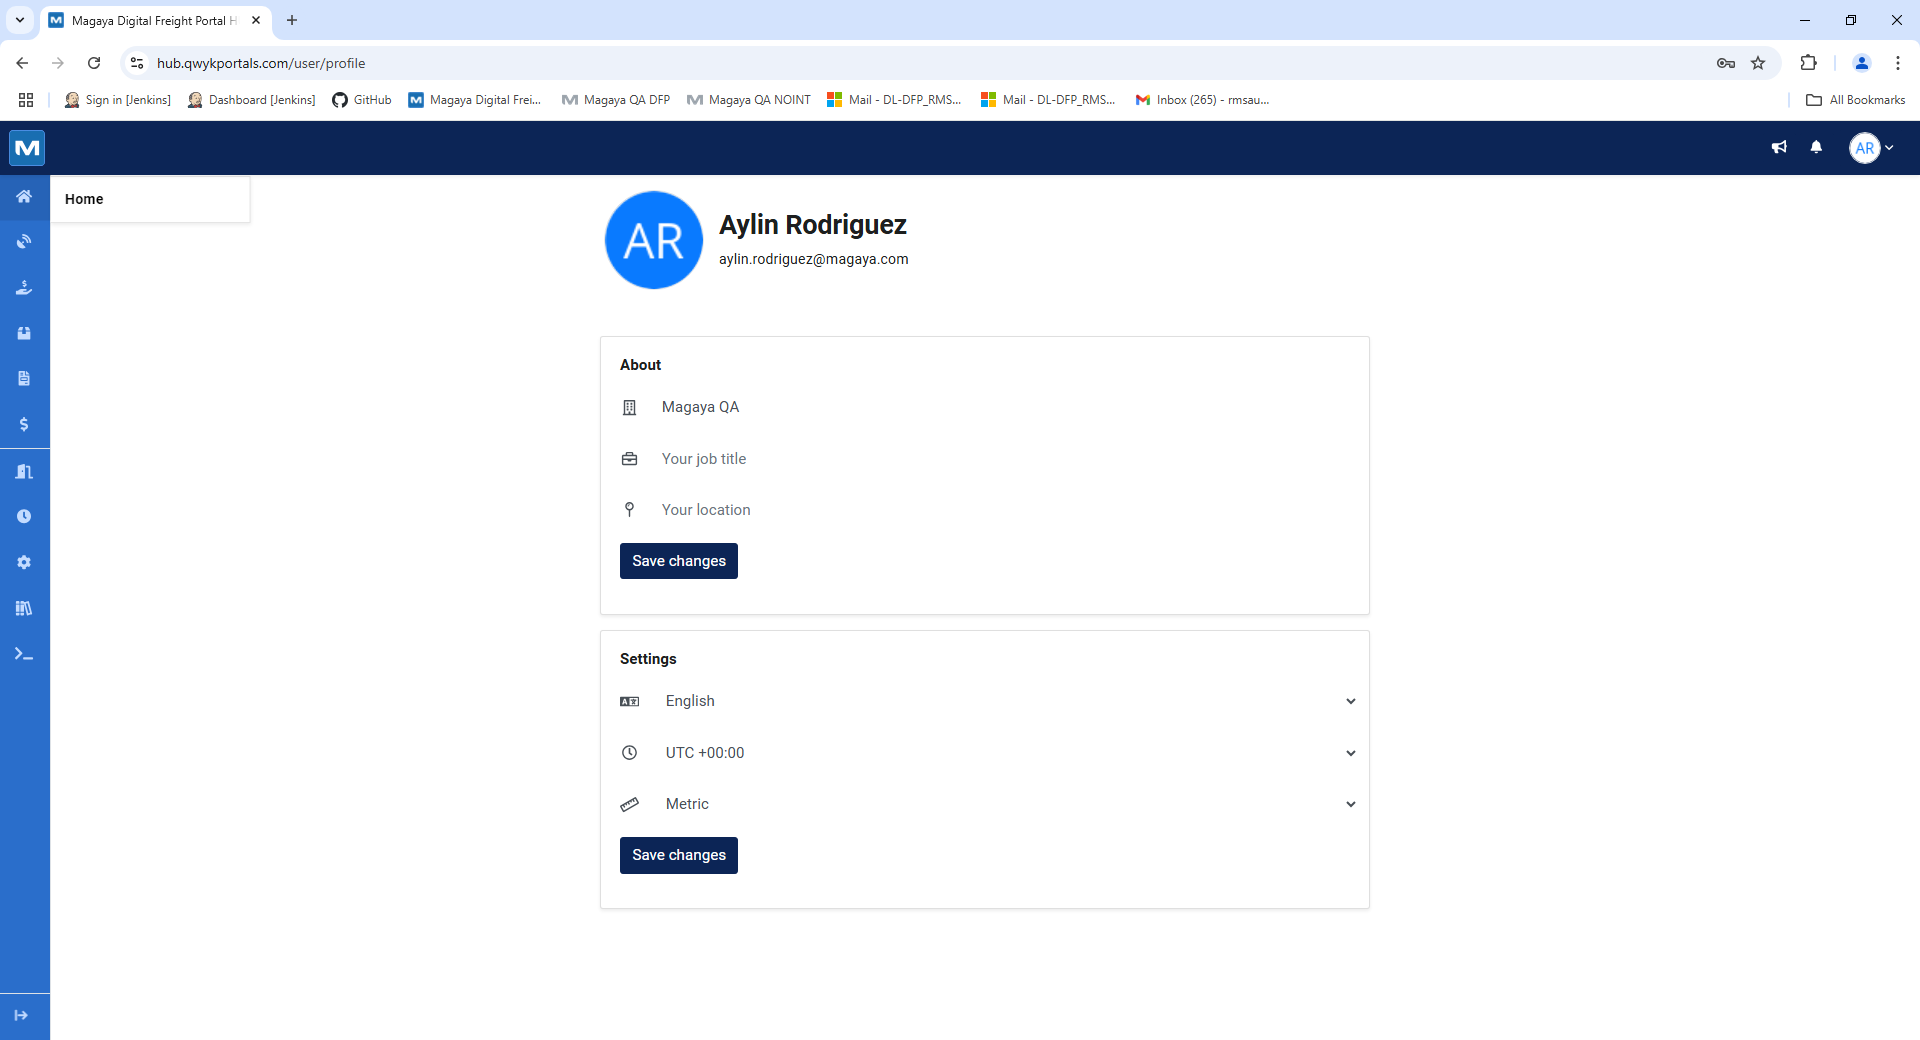 Magaya Digital Freight Portal H
hub.qwykportals.com/user/profile
Sign in [Jenkins]
Dashboard [Jenkins]
GitHub
Magaya Digital Frei...
Magaya QA DFP
Magaya QA NOINT
Mail - DL-DFP_RMS...
Mail - DL-DFP_RMS...
Inbox (265) - rmsau...
All Bookmarks
M
AR
Home
AR
Aylin Rodriguez
aylin.rodriguez@magaya.com
About
Magaya QA
Your job title
Your location
Save changes
Settings
English
UTC +00:00
Metric
Save changes